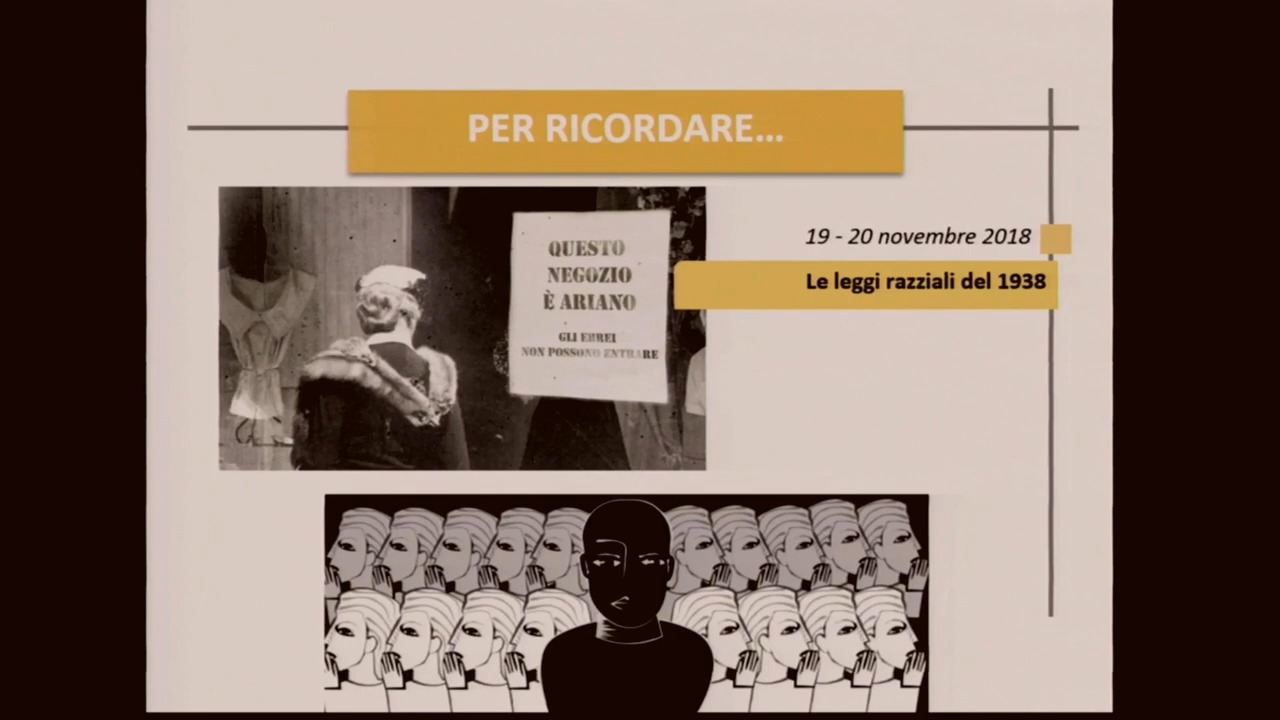 PER RICORDARE...
QUESTO
NEGOZIO
È ARIANO
GLI EBREI
NON POSSONO ENTRARE
19 - 20 novembre 2018
Le leggi razziali del 1938